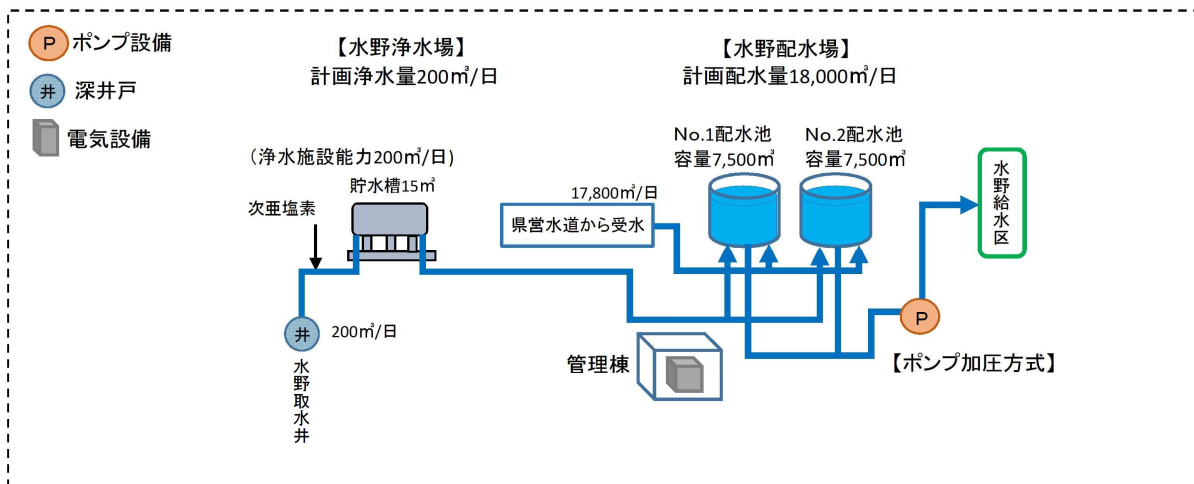 P ポンプ設備
井 深井戸
電気設備
【水野浄水場】
計画浄水量200㎥/日
【水野配水場】
計画配水量18,000㎥/日
(浄水施設能力200㎥/日)
貯水槽15㎥
次亜塩素
井 200㎥/日
水野取水井
17,800㎥/日
県営水道から受水
No.1配水池
容量7,500㎥
No.2配水池
容量7,500㎥
管理棟
水野給水区
P
【ポンプ加圧方式】